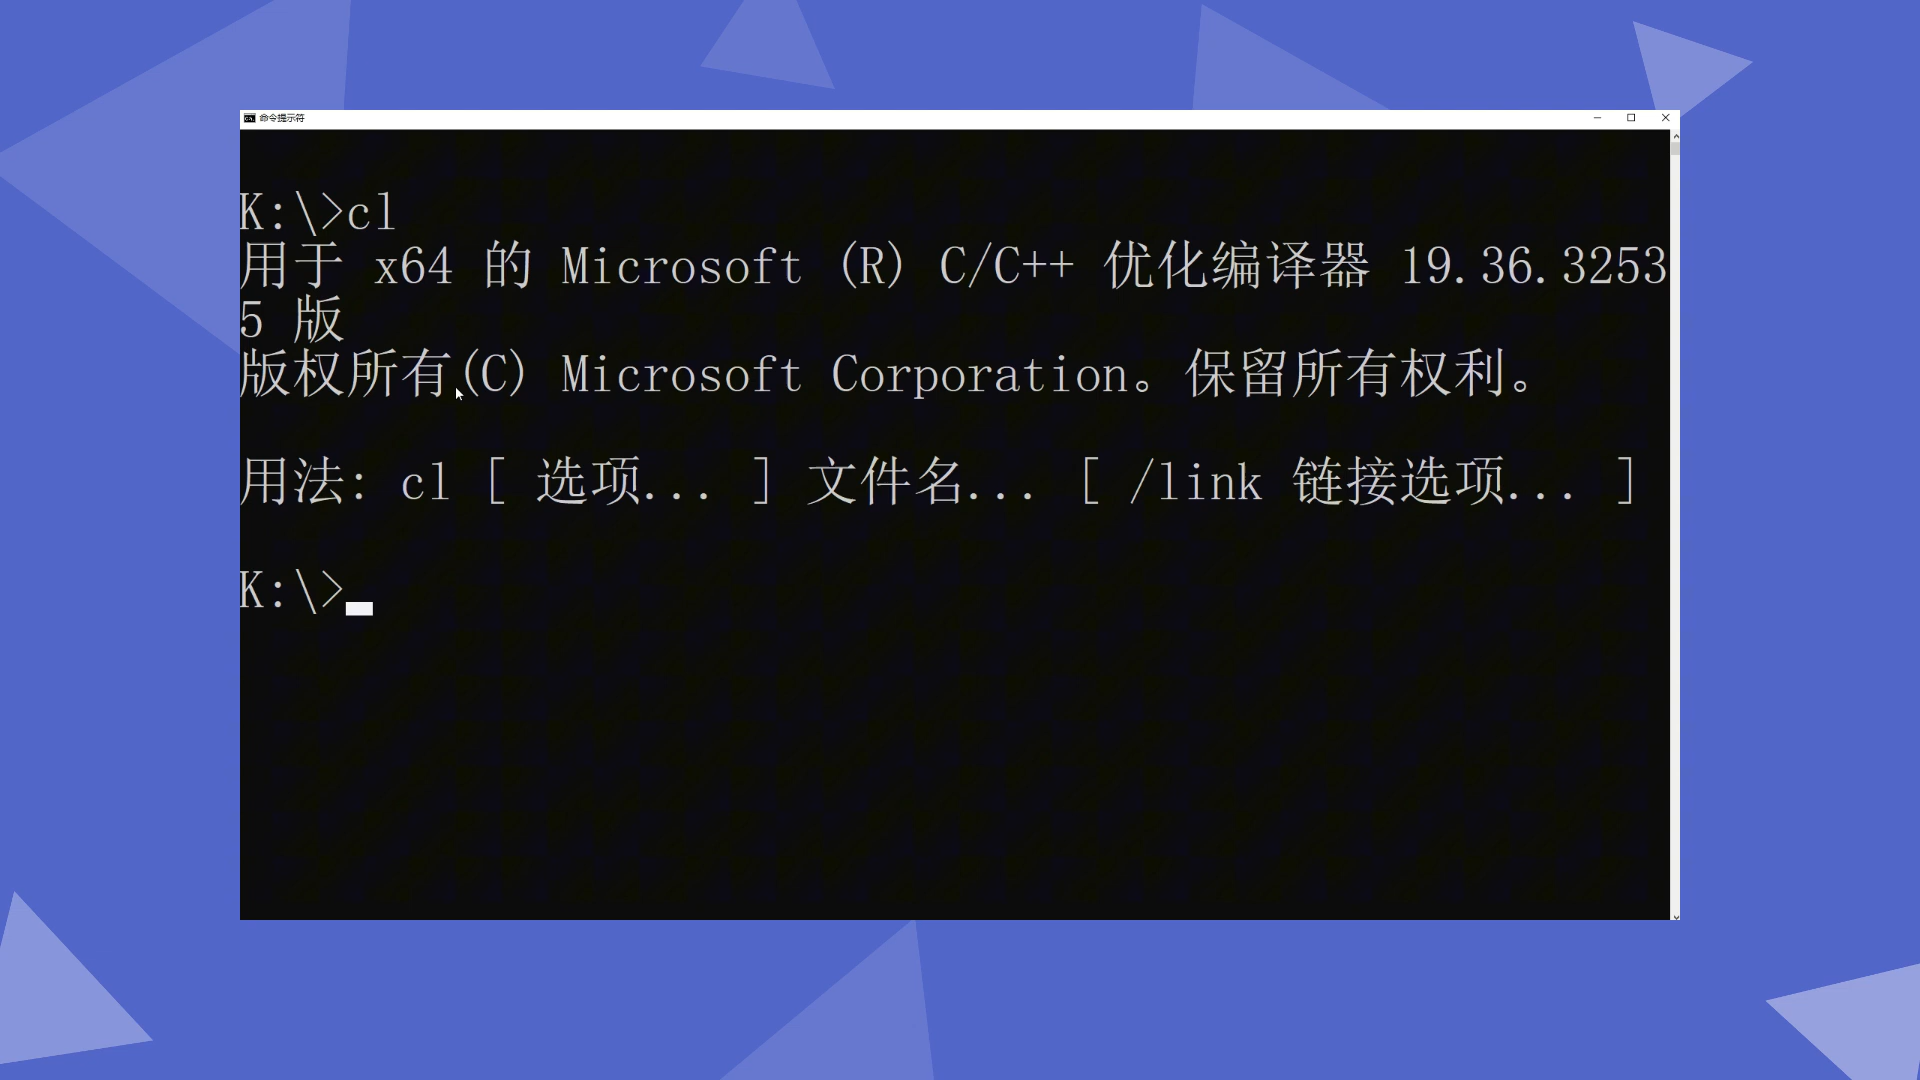 命令提示符
K:\>cl
用于 x64 的 Microsoft (R) C/C++ 优化编译器 19.36.3253
5 版
版权所有(C) Microsoft Corporation。保留所有权利。
用法: cl [ 选项... ] 文件名... [ /link 链接选项... ]
K:\>